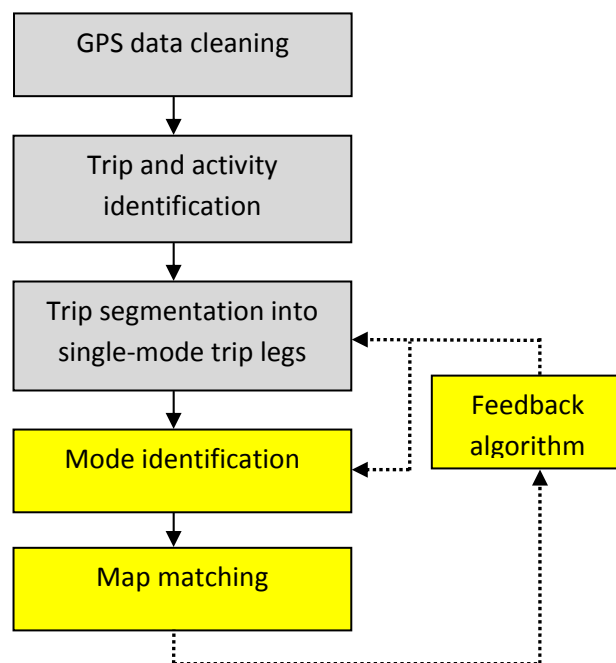 GPS data cleaning
Trip and activity
identification
Trip segmentation into
single-mode trip legs
Feedback
algorithm
Mode identification
Map matching